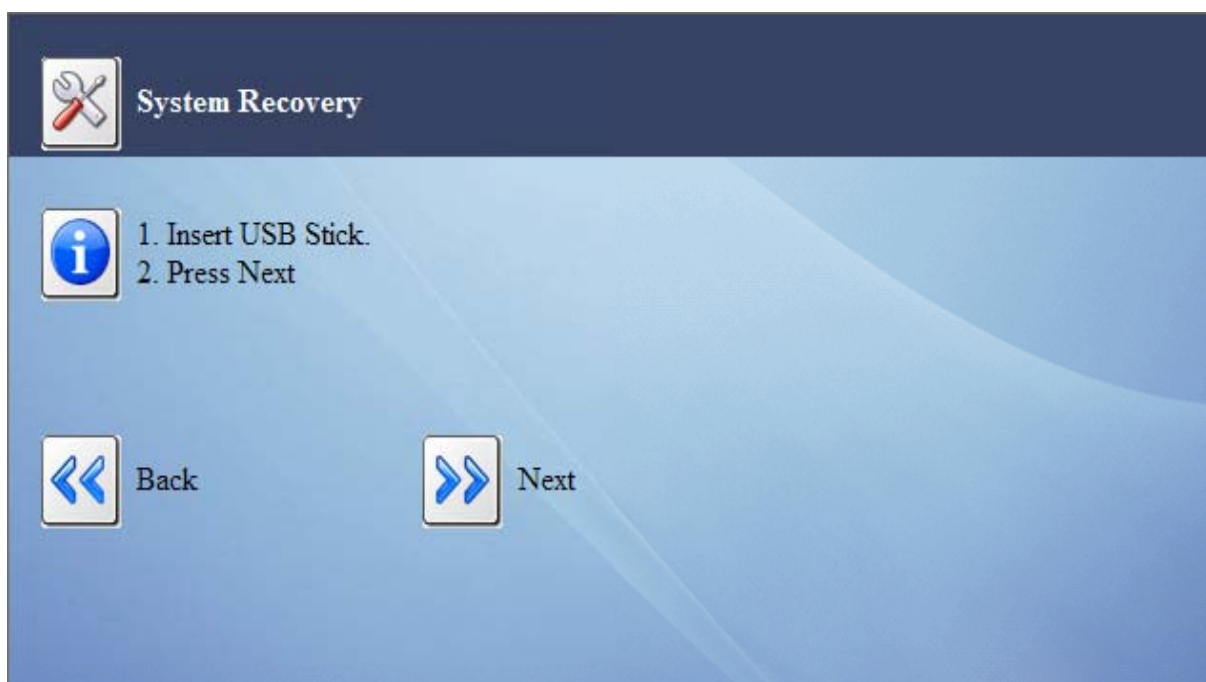 System Recovery
1. Insert USB Stick.
2. Press Next
Back
Next